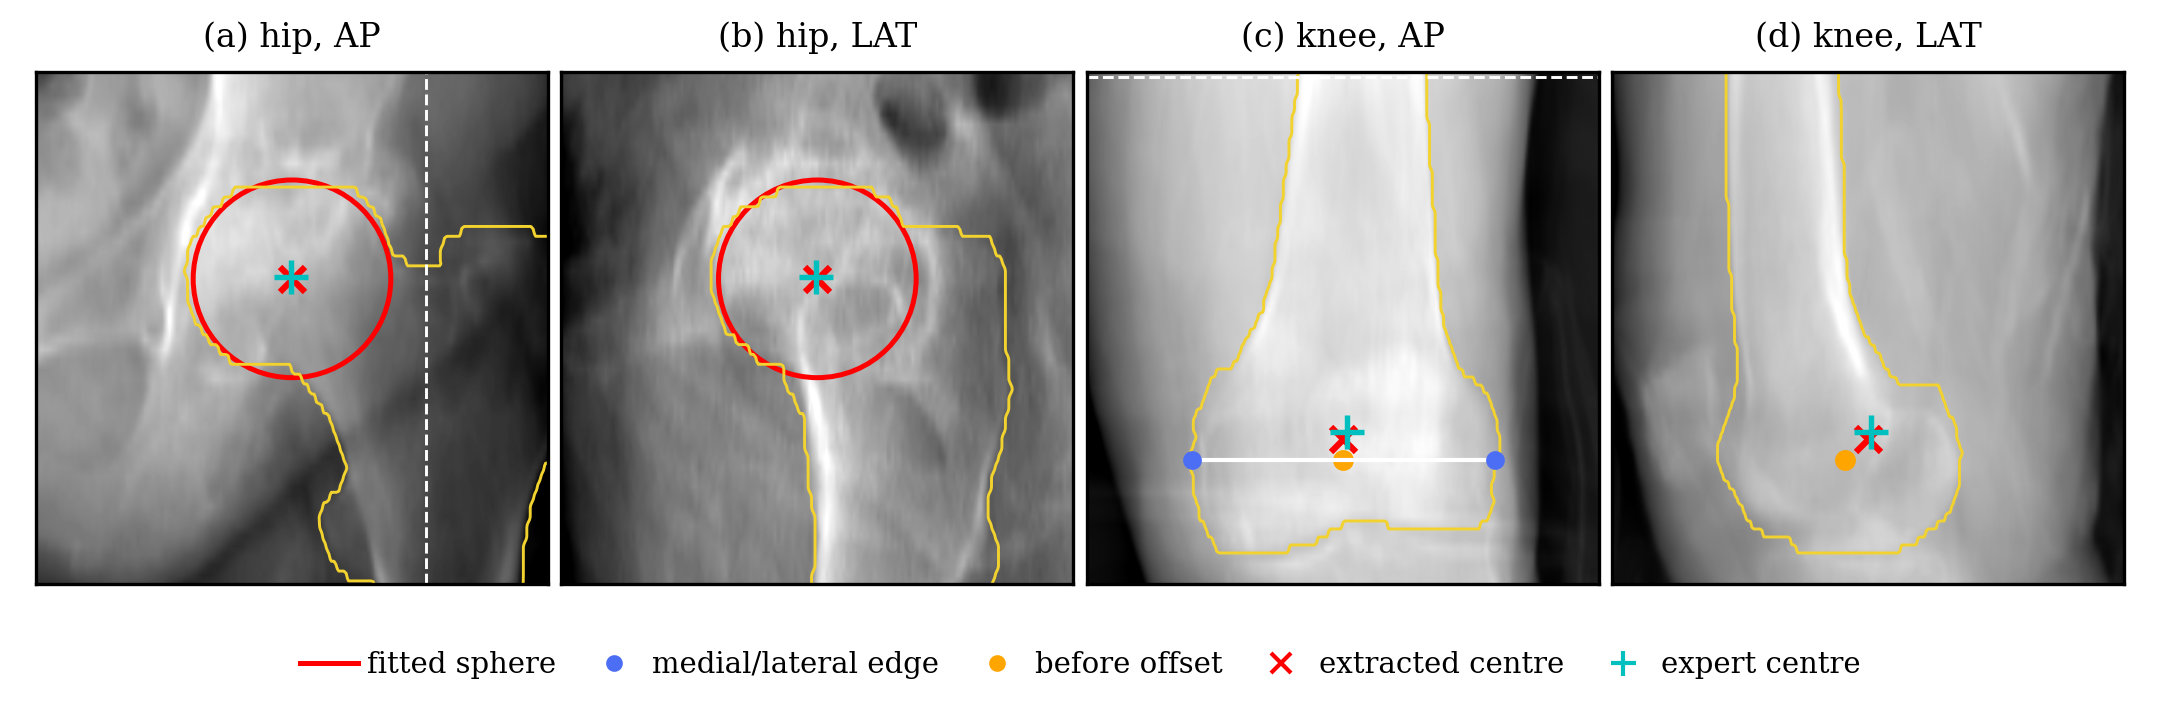 (a) hip, AP (b) hip, LAT (c) knee, AP (d) knee, LAT
fitted sphere medial/lateral edge before offset extracted centre expert centre